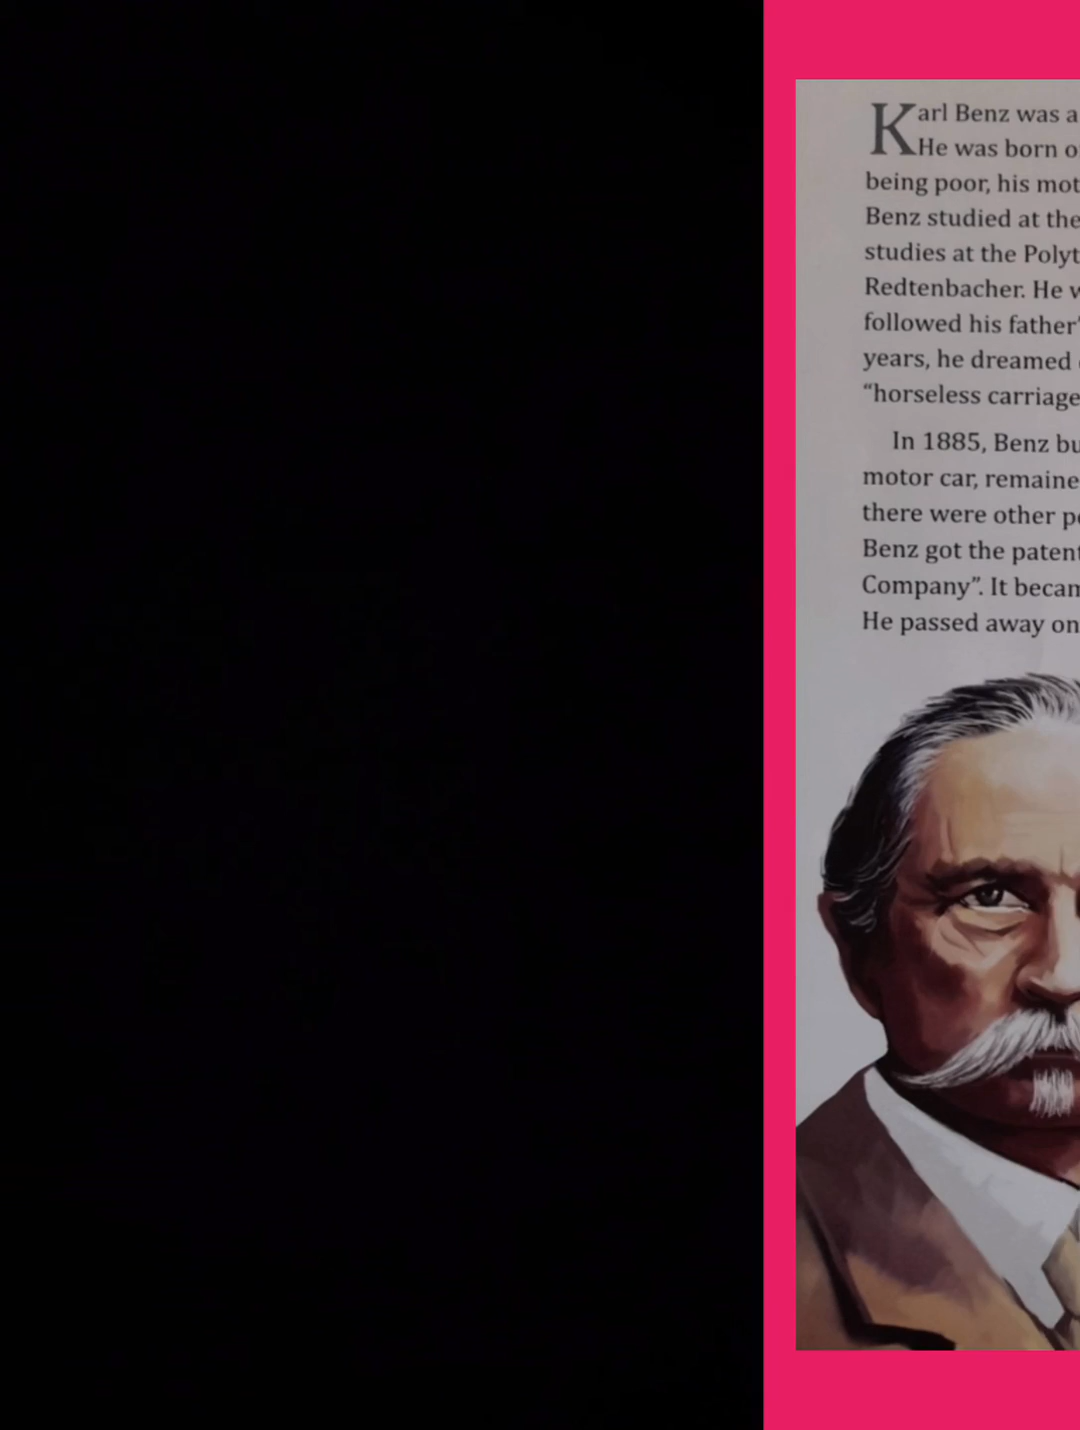 Karl Benz was a
He was born o
being poor, his mot
Benz studied at the
studies at the Polyt
Redtenbacher. He w
followed his father'
years, he dreamed
"horseless carriage
In 1885, Benz bu
motor car, remaine
there were other pe
Benz got the patent
Company”. It becam
He passed away on